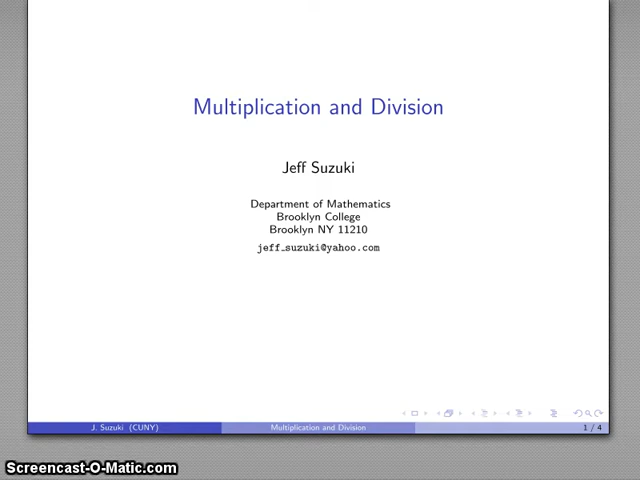 Multiplication and Division
Jeff Suzuki
Department of Mathematics
Brooklyn College
Brooklyn NY 11210
jeff_suzuki@yahoo.com
J. Suzuki (CUNY)
Multiplication and Division
1 / 4
Screencast-O-Matic.com